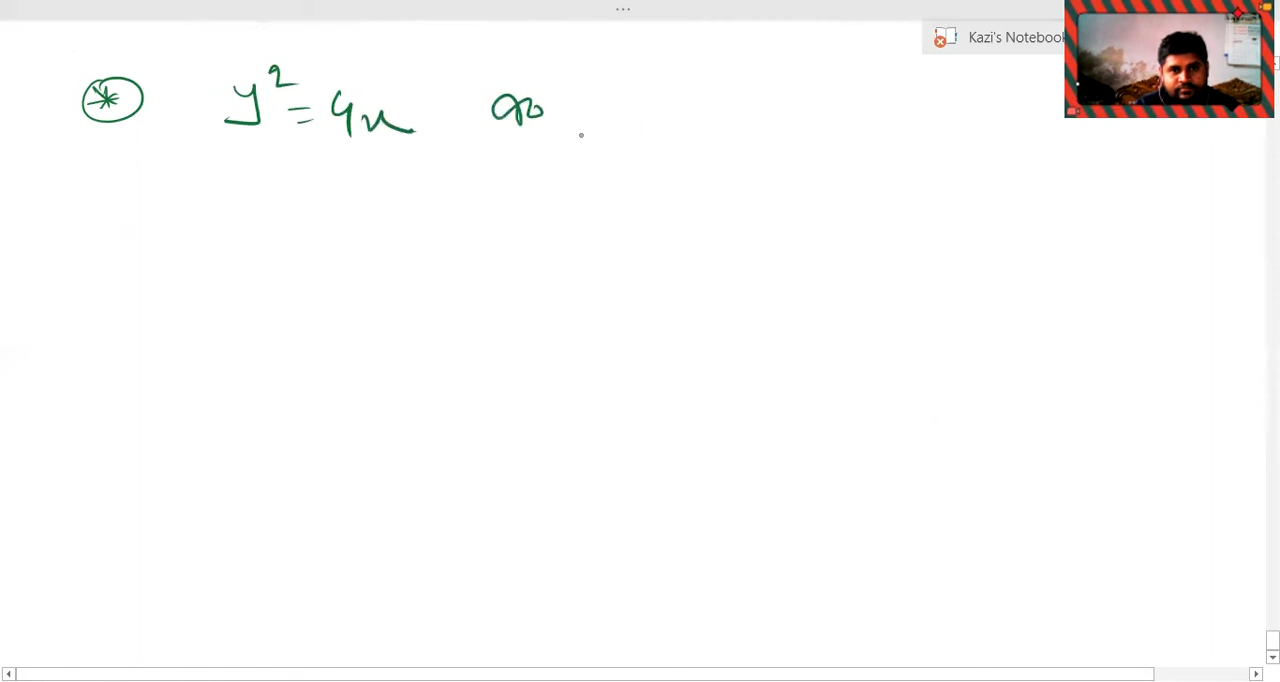 Kazi's Notebook
y² = 4x